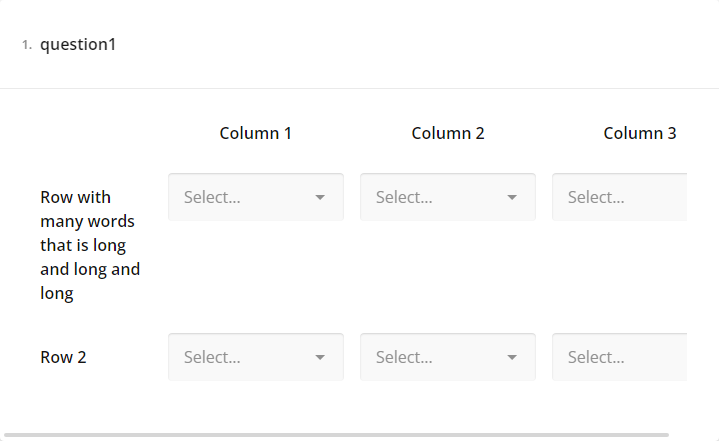 1. question1
Column 1 Column 2 Column 3
Row with Select... Select... Select...
many words
that is long
and long and
long
Row 2 Select... Select... Select...